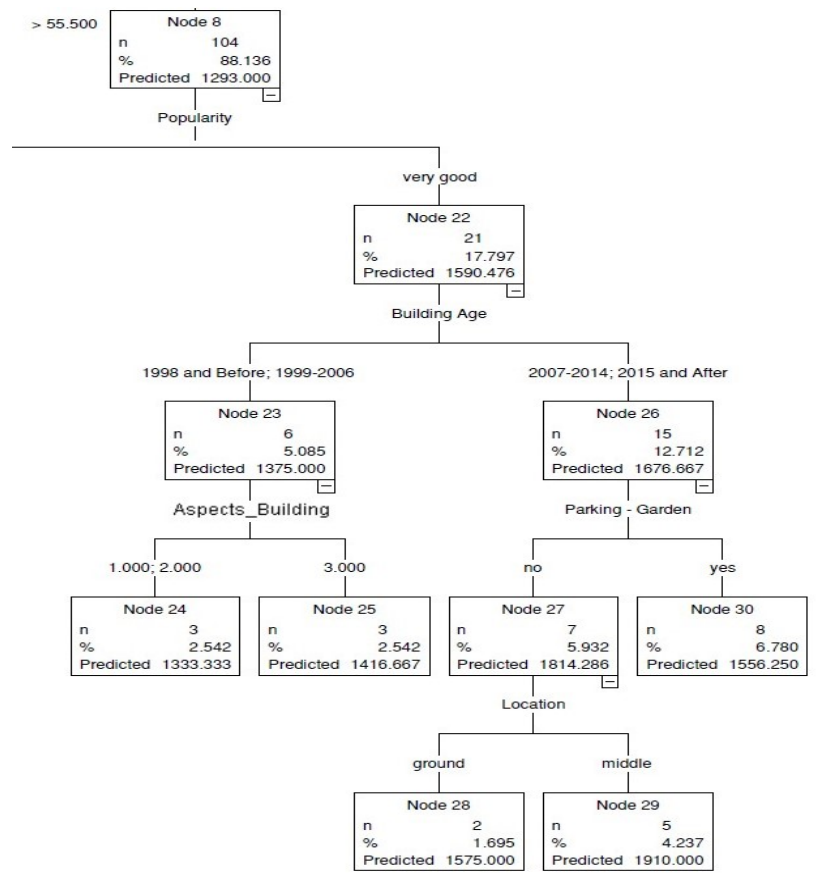 > 55.500
Node 8
n 104
% 88.136
Predicted 1293.000
Popularity
very good
Node 22
n 21
% 17.797
Predicted 1590.476
Building Age
1998 and Before; 1999-2006
2007-2014; 2015 and After
Node 23
n 6
% 5.085
Predicted 1375.000
Node 26
n 15
% 12.712
Predicted 1676.667
Aspects_Building
Parking - Garden
1.000; 2.000
3.000
no
yes
Node 24
n 3
% 2.542
Predicted 1333.333
Node 25
n 3
% 2.542
Predicted 1416.667
Node 27
n 7
% 5.932
Predicted 1814.286
Node 30
n 8
% 6.780
Predicted 1556.250
Location
ground
middle
Node 28
n 2
% 1.695
Predicted 1575.000
Node 29
n 5
% 4.237
Predicted 1910.000